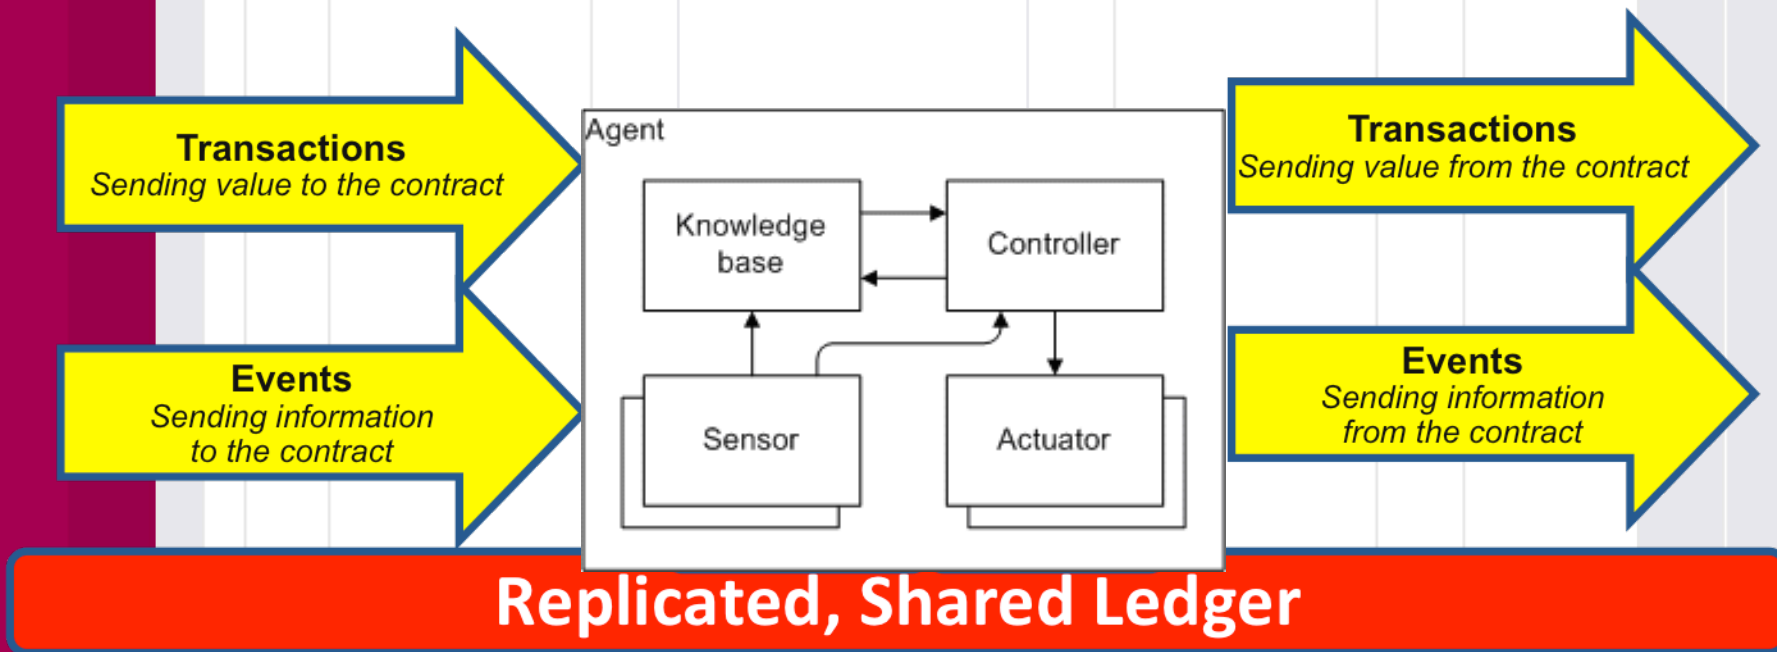 Transactions
Sending value to the contract
Events
Sending information
to the contract
Agent
Knowledge
base
Controller
Sensor
Actuator
Transactions
Sending value from the contract
Events
Sending information
from the contract
Replicated, Shared Ledger